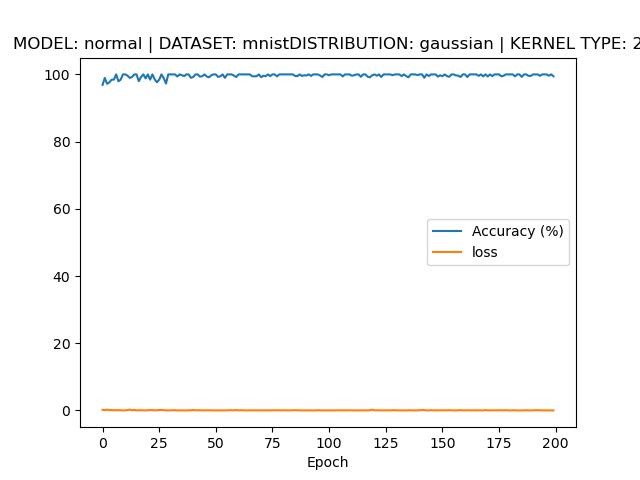 MODEL: normal | DATASET: mnistDISTRIBUTION: gaussian | KERNEL TYPE: 2
100
80
60
40
20
0
Accuracy (%)
loss
0 25 50 75 100 125 150 175 200
Epoch